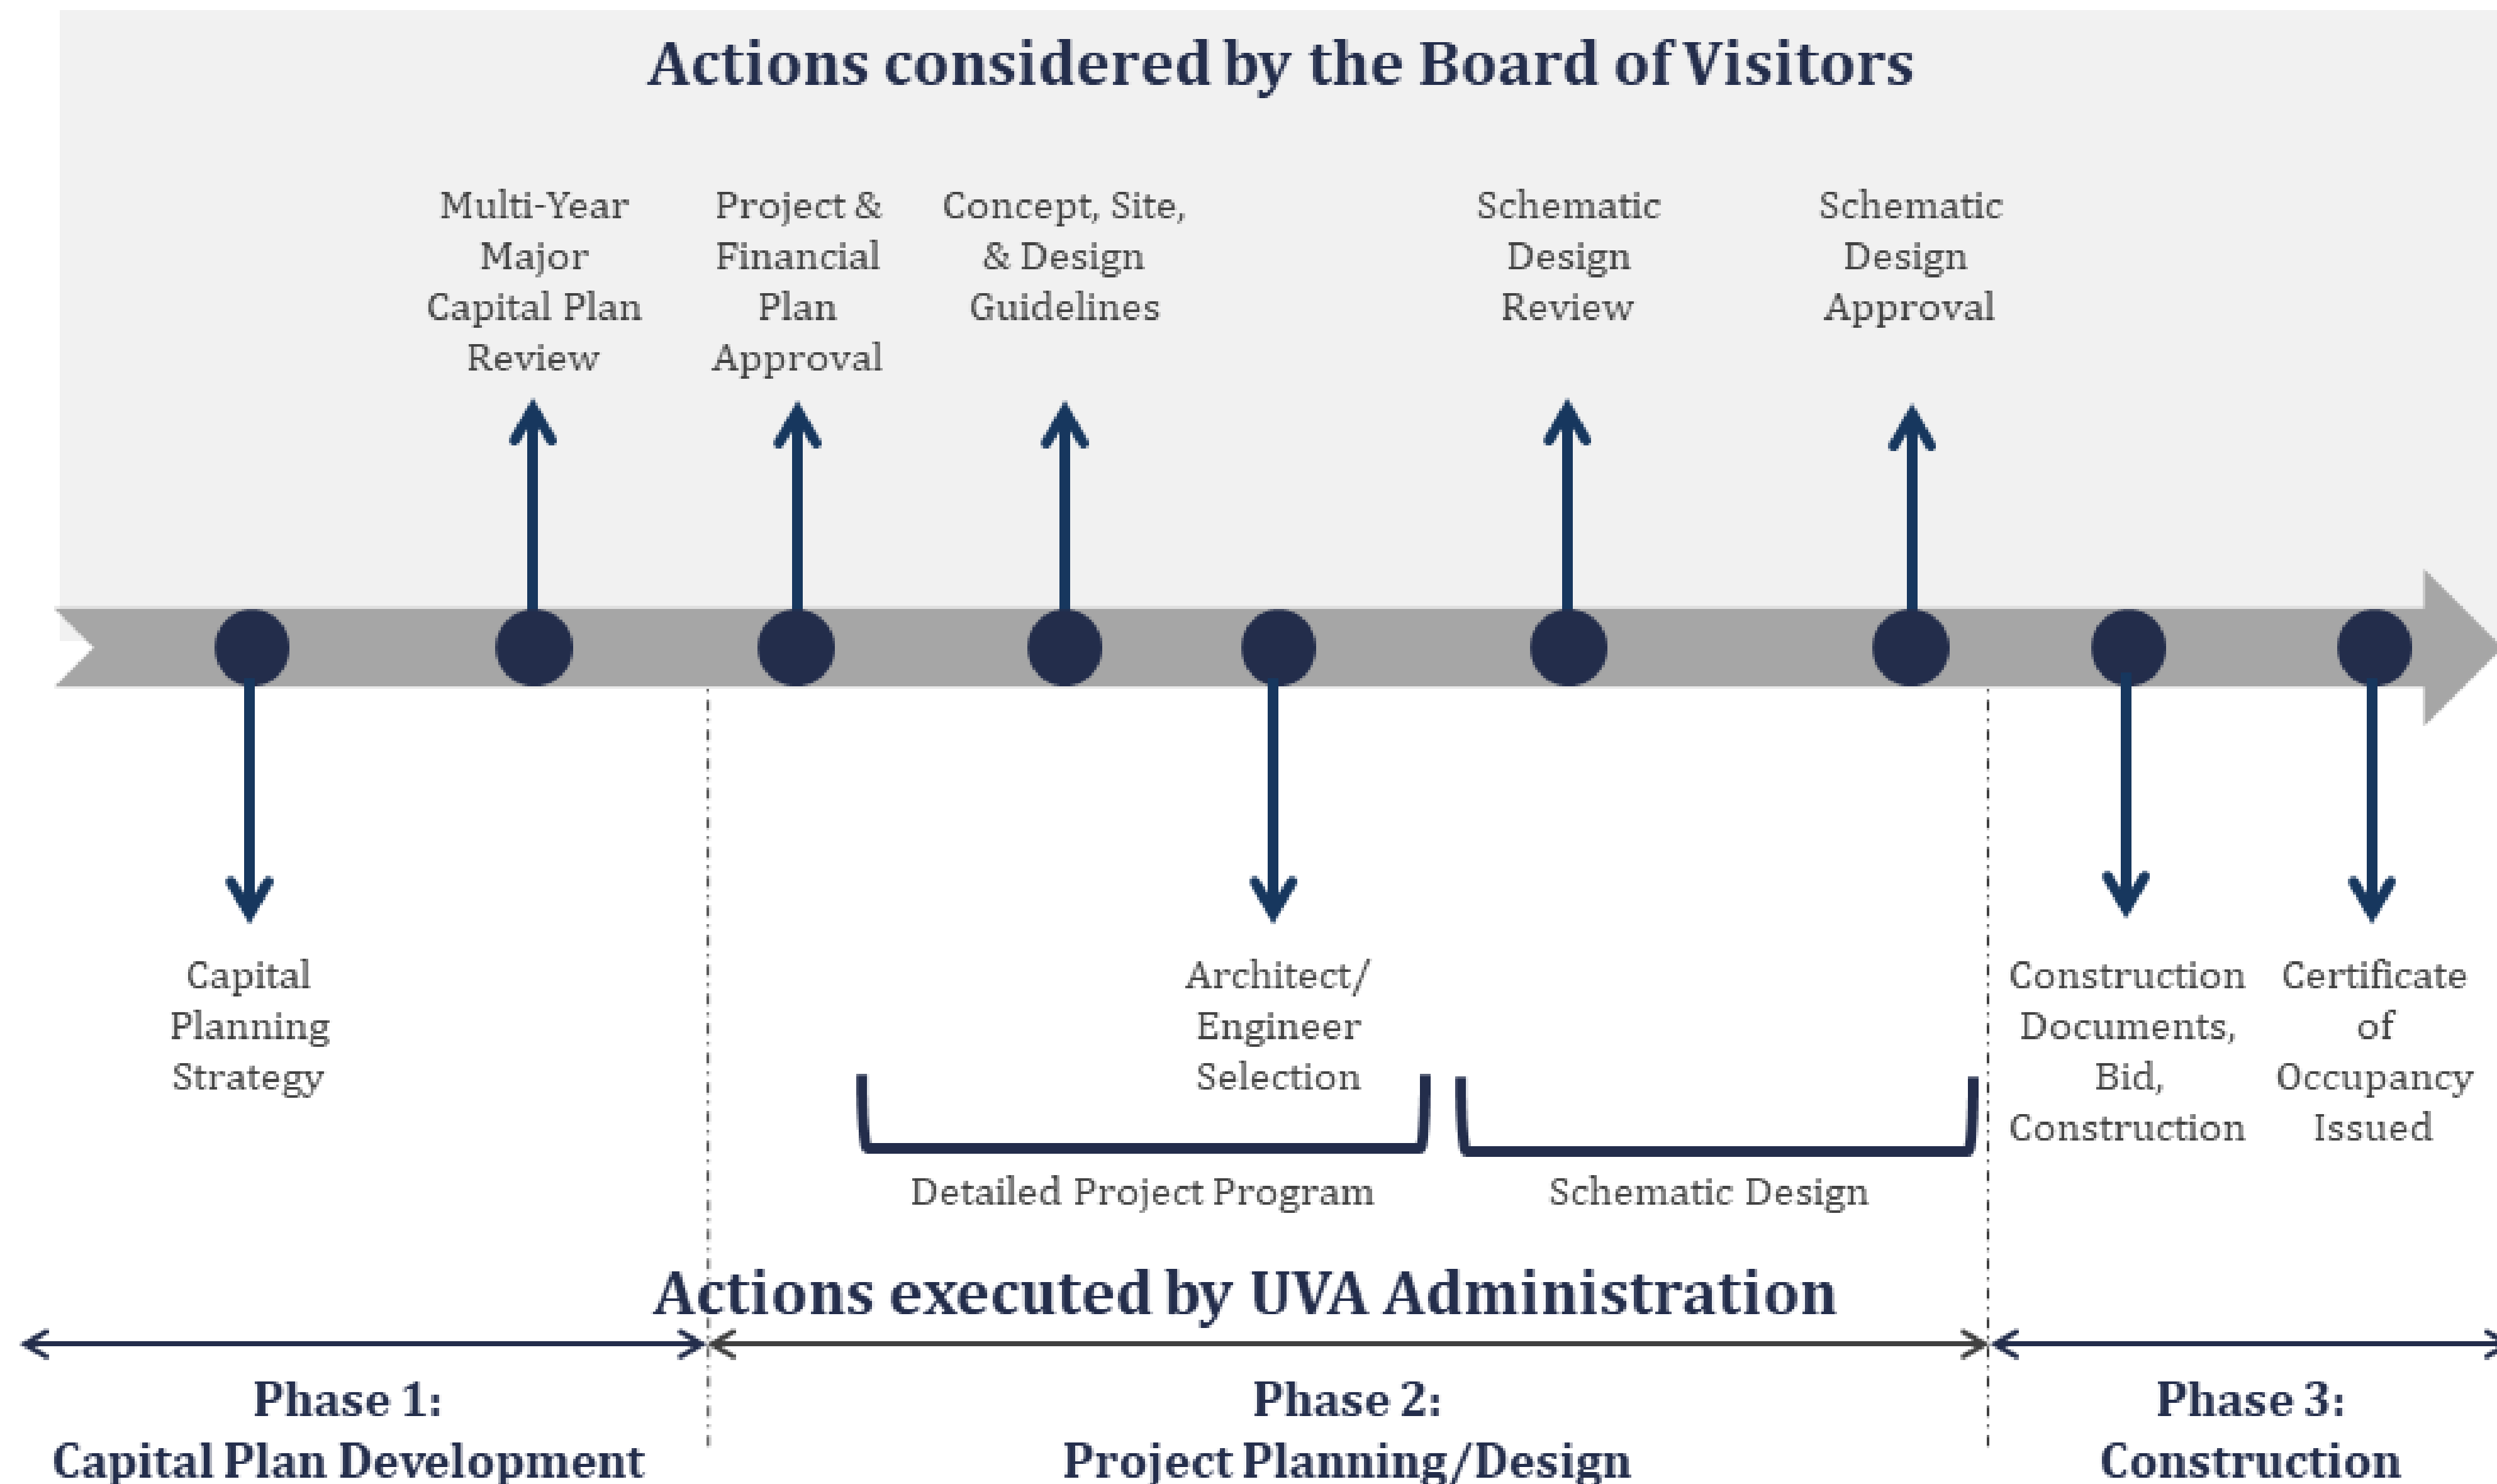 Actions considered by the Board of Visitors
Multi-Year
Major
Capital Plan
Review
Project &
Financial
Plan
Approval
Concept, Site,
& Design
Guidelines
Schematic
Design
Review
Schematic
Design
Approval
Capital
Planning
Strategy
Architect/
Engineer
Selection
Construction
Documents,
Bid,
Construction
Certificate
of
Occupancy
Issued
Detailed Project Program
Schematic Design
Actions executed by UVA Administration
Phase 1:
Capital Plan Development
Phase 2:
Project Planning/Design
Phase 3:
Construction